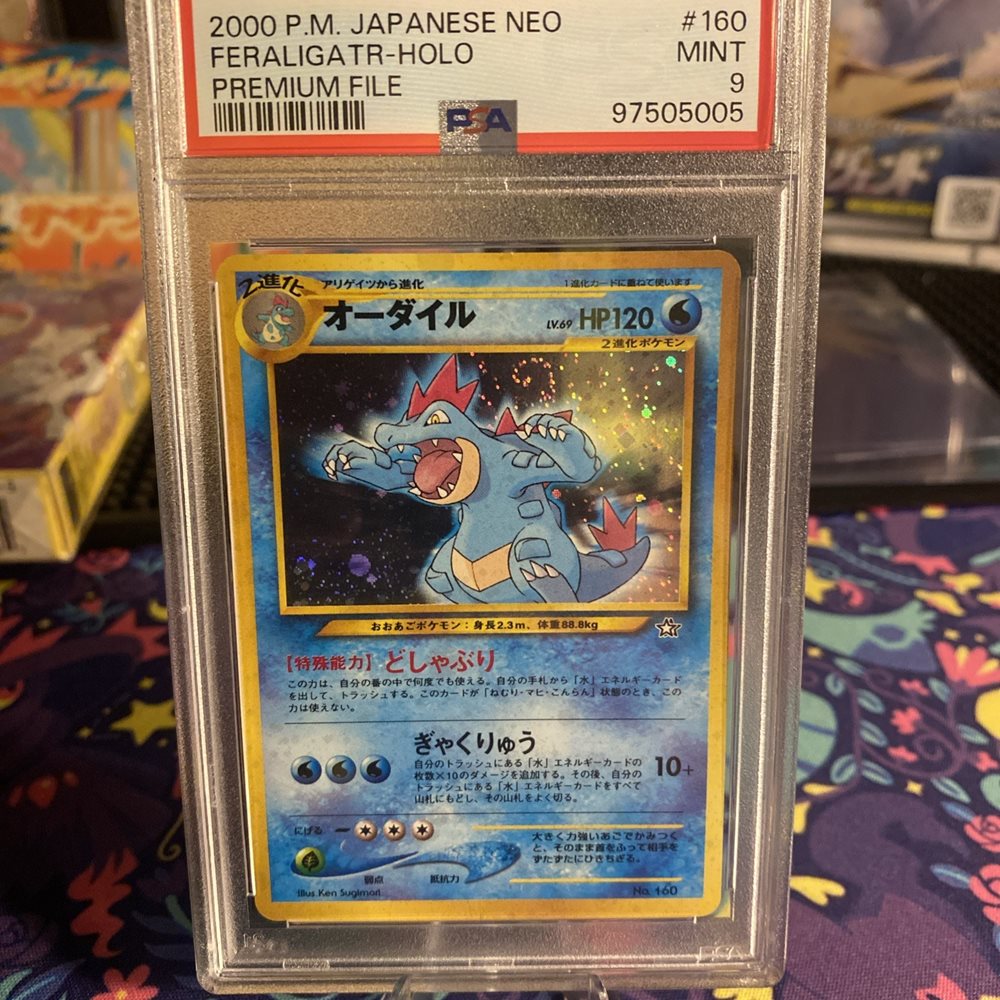 2000 P.M. JAPANESE NEO #160
FERALIGATR-HOLO MINT
PREMIUM FILE 9
PSA 97505005
2進化 アリゲイツから進化 1進化カードに重ねて使います
オーダイル LV.69 HP120
2進化ポケモン
おおあごポケモン：身長2.3m、体重88.8kg
【特殊能力】どしゃぶり
この力は、自分の番の中で何度でも使える。自分の手札から「水」エネルギーカード
を出して、トラッシュする。このカードが「ねむり・マヒ・こんらん」状態のとき、この
力は使えない。
ぎゃくりゅう
自分のトラッシュにある「水」エネルギーカードの
枚数×10のダメージを追加する。その後、自分の
トラッシュにある「水」エネルギーカードをすべて
山札にもどし、その山札をよく切る。
10+
にげる
大きく力強いあごでかみつく
と、そのまま首をふって相手を
ずたずたにひきちぎる。
弱点 抵抗力
Illus. Ken Sugimori No. 160